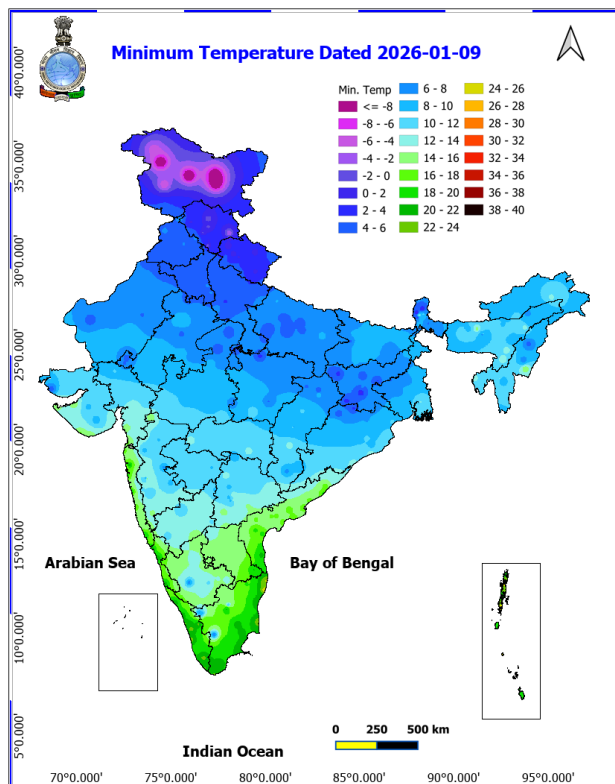 Minimum Temperature Dated 2026-01-09
Min. Temp
<= -8
-8 - -6
-6 - -4
-4 - -2
-2 - 0
0 - 2
2 - 4
4 - 6
6 - 8
8 - 10
10 - 12
12 - 14
14 - 16
16 - 18
18 - 20
20 - 22
22 - 24
24 - 26
26 - 28
28 - 30
30 - 32
32 - 34
34 - 36
36 - 38
38 - 40
40°0.000'
35°0.000'
30°0.000'
25°0.000'
20°0.000'
15°0.000'
10°0.000'
5°0.000'
Arabian Sea
Bay of Bengal
Indian Ocean
0 250 500 km
70°0.000' 75°0.000' 80°0.000' 85°0.000' 90°0.000' 95°0.000'